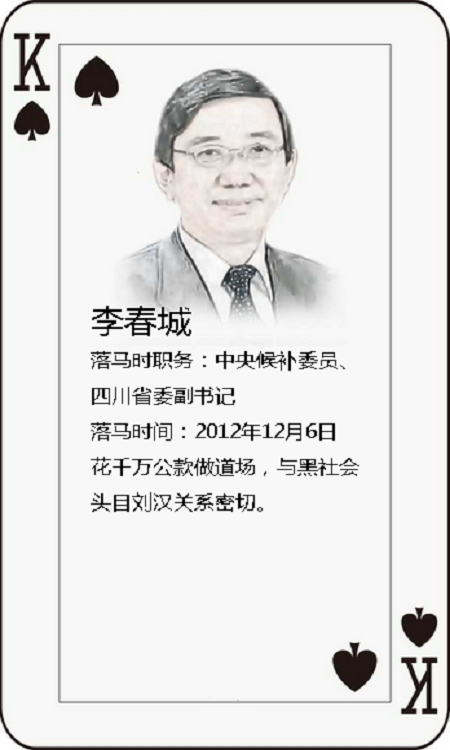 K
李春城
落马时职务：中央候补委员、
四川省委副书记
落马时间：2012年12月6日
花千万公款做道场，与黑社会
头目刘汉关系密切。
K